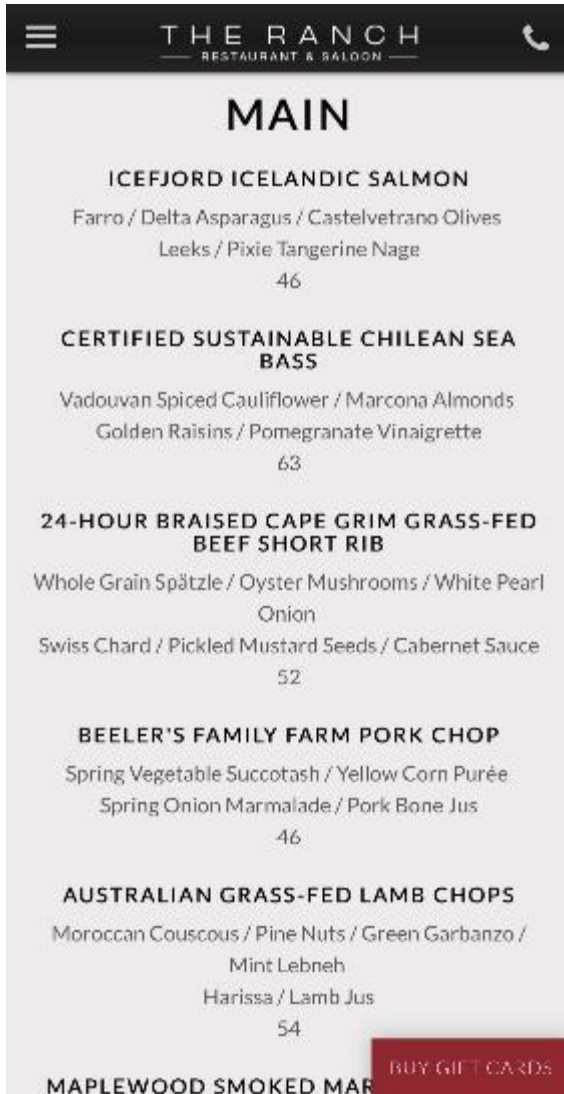 THE RANCH
RESTAURANT & SALOON
MAIN
ICEFJORD ICELANDIC SALMON
Farro / Delta Asparagus / Castelvetrano Olives
Leeks / Pixie Tangerine Nage
46
CERTIFIED SUSTAINABLE CHILEAN SEA
BASS
Vadouvan Spiced Cauliflower / Marcona Almonds
Golden Raisins / Pomegranate Vinaigrette
63
24-HOUR BRAISED CAPE GRIM GRASS-FED
BEEF SHORT RIB
Whole Grain Spätzle / Oyster Mushrooms / White Pearl
Onion
Swiss Chard / Pickled Mustard Seeds / Cabernet Sauce
52
BEELER'S FAMILY FARM PORK CHOP
Spring Vegetable Succotash / Yellow Corn Purée
Spring Onion Marmalade / Pork Bone Jus
46
AUSTRALIAN GRASS-FED LAMB CHOPS
Moroccan Couscous / Pine Nuts / Green Garbanzo /
Mint Lebneh
Harissa / Lamb Jus
54
MAPLEWOOD SMOKED MAR
BUY GIFT CARDS